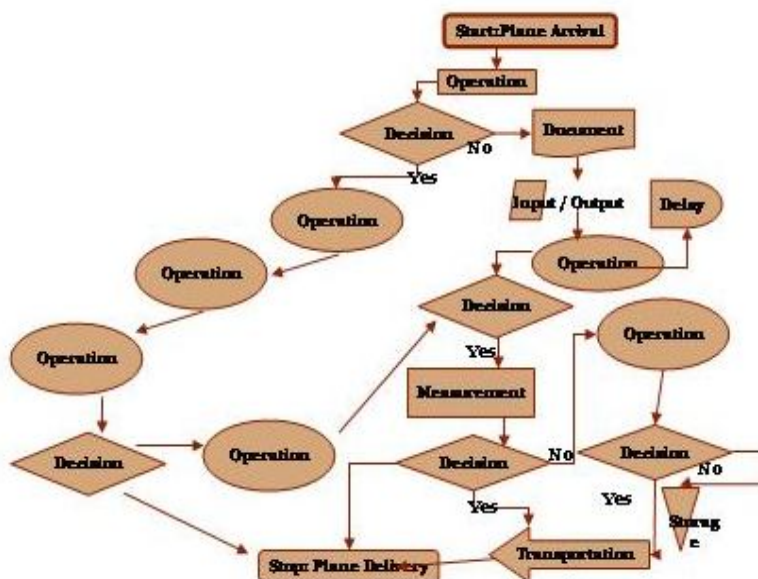 Start:Plane Arrival
Operation
Decision
No
Document
Yes
Input / Output
Delay
Operation
Operation
Operation
Decision
Operation
Yes
Operation
Measurement
Operation
Decision
Decision
No
Decision
No
Yes
Yes
Storag
e
Stop: Plane Delivery
Transportation